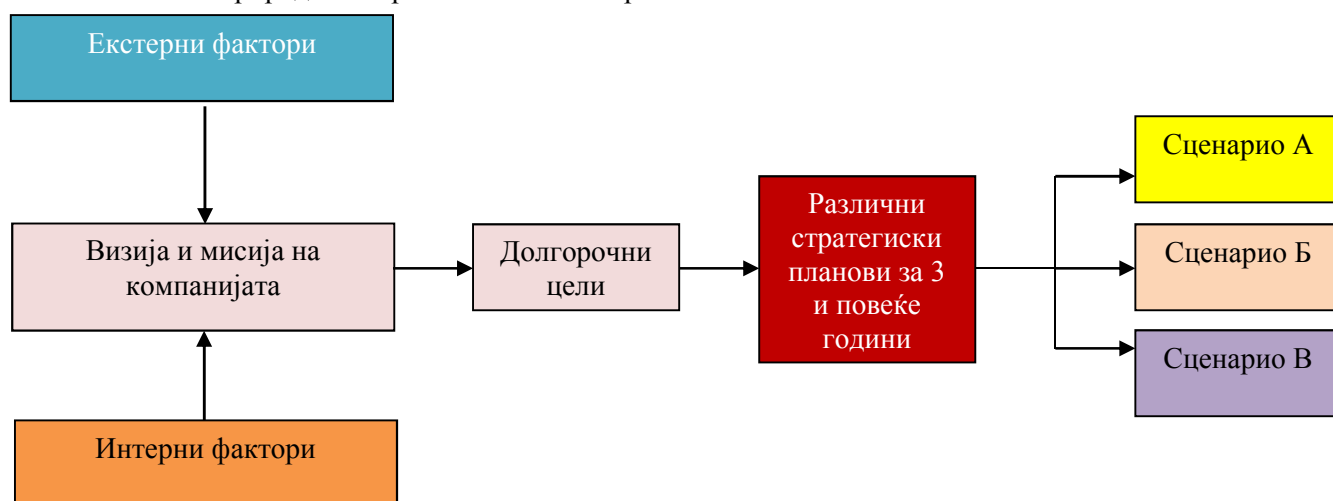 Екстерни фактори
Визија и мисија на
компанијата
Интерни фактори
Долгорочни
цели
Различни
стратегиски
планови за 3
и повеќе
години
Сценарио А
Сценарио Б
Сценарио В